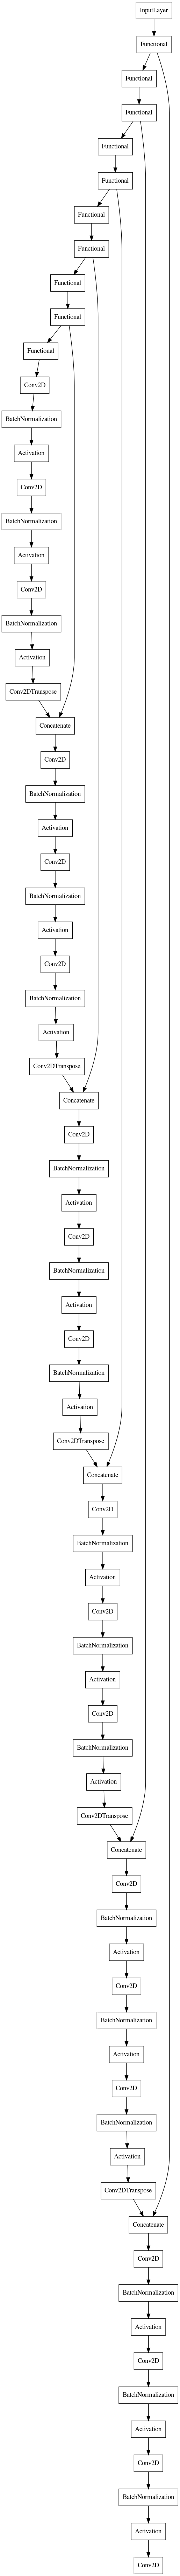 InputLayer
Functional
Functional
Functional
Functional
Functional
Functional
Functional
Functional
Functional
Functional
Conv2D
BatchNormalization
Activation
Conv2D
BatchNormalization
Activation
Conv2D
BatchNormalization
Activation
Conv2DTranspose
Concatenate
Conv2D
BatchNormalization
Activation
Conv2D
BatchNormalization
Activation
Conv2D
BatchNormalization
Activation
Conv2DTranspose
Concatenate
Conv2D
BatchNormalization
Activation
Conv2D
BatchNormalization
Activation
Conv2D
BatchNormalization
Activation
Conv2DTranspose
Concatenate
Conv2D
BatchNormalization
Activation
Conv2D
BatchNormalization
Activation
Conv2D
BatchNormalization
Activation
Conv2DTranspose
Concatenate
Conv2D
BatchNormalization
Activation
Conv2D
BatchNormalization
Activation
Conv2D
BatchNormalization
Activation
Conv2DTranspose
Concatenate
Conv2D
BatchNormalization
Activation
Conv2D
BatchNormalization
Activation
Conv2D
BatchNormalization
Activation
Conv2D